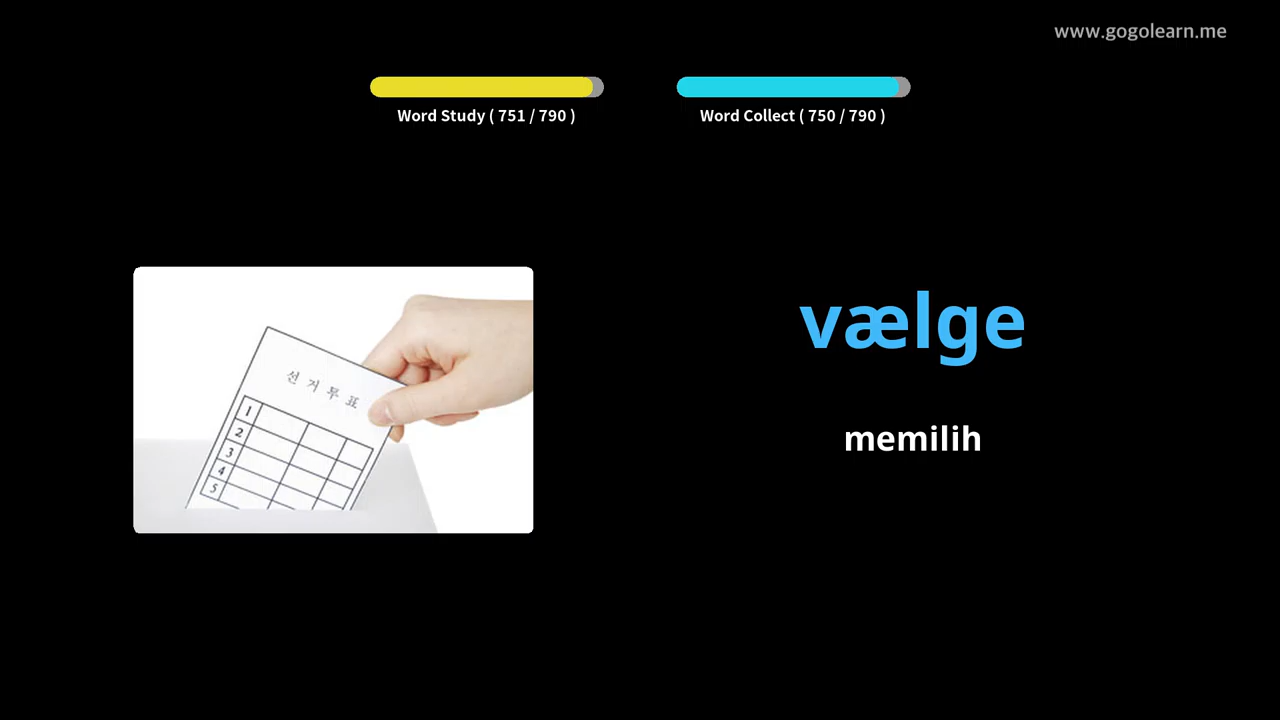 www.gogolearn.me
Word Study ( 751 / 790 )
Word Collect ( 750 / 790 )
선거투표
1
2
3
4
5
vælge
memilih